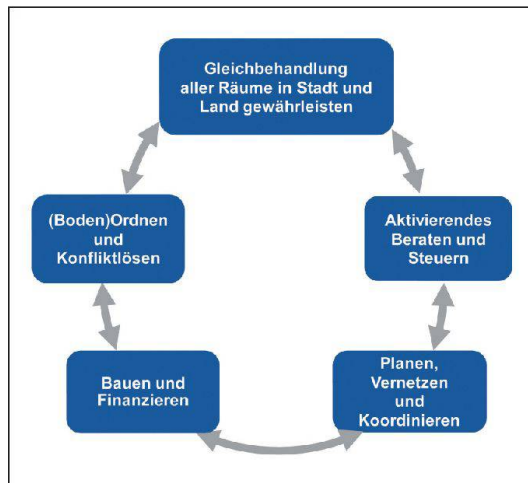 Gleichbehandlung
aller Räume in Stadt und
Land gewährleisten
(Boden)Ordnen
und
Konfliktlösen
Aktivierendes
Beraten und
Steuern
Bauen und
Finanzieren
Planen,
Vernetzen
und
Koordinieren